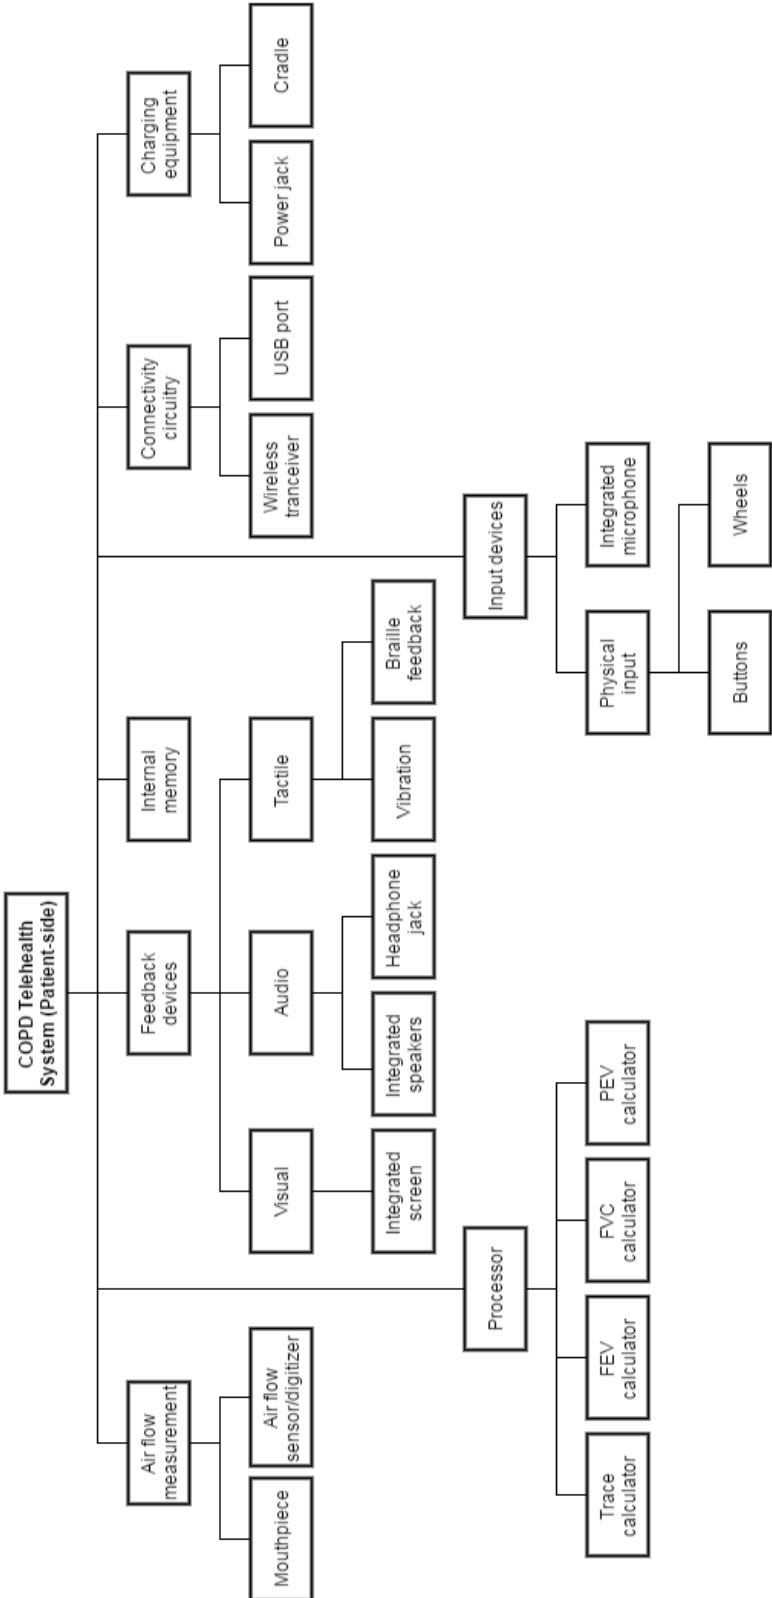 COPD Telehealth
System (Patient-side)
Air flow
measurement
Feedback
devices
Internal
memory
Connectivity
circuitry
Charging
equipment
Mouthpiece
Air flow
sensor/digitizer
Visual
Audio
Tactile
Wireless
tranceiver
USB port
Power jack
Cradle
Integrated
screen
Integrated
speakers
Headphone
jack
Vibration
Braille
feedback
Processor
Input devices
Trace
calculator
FEV
calculator
FVC
calculator
PEV
calculator
Physical
input
Integrated
microphone
Buttons
Wheels